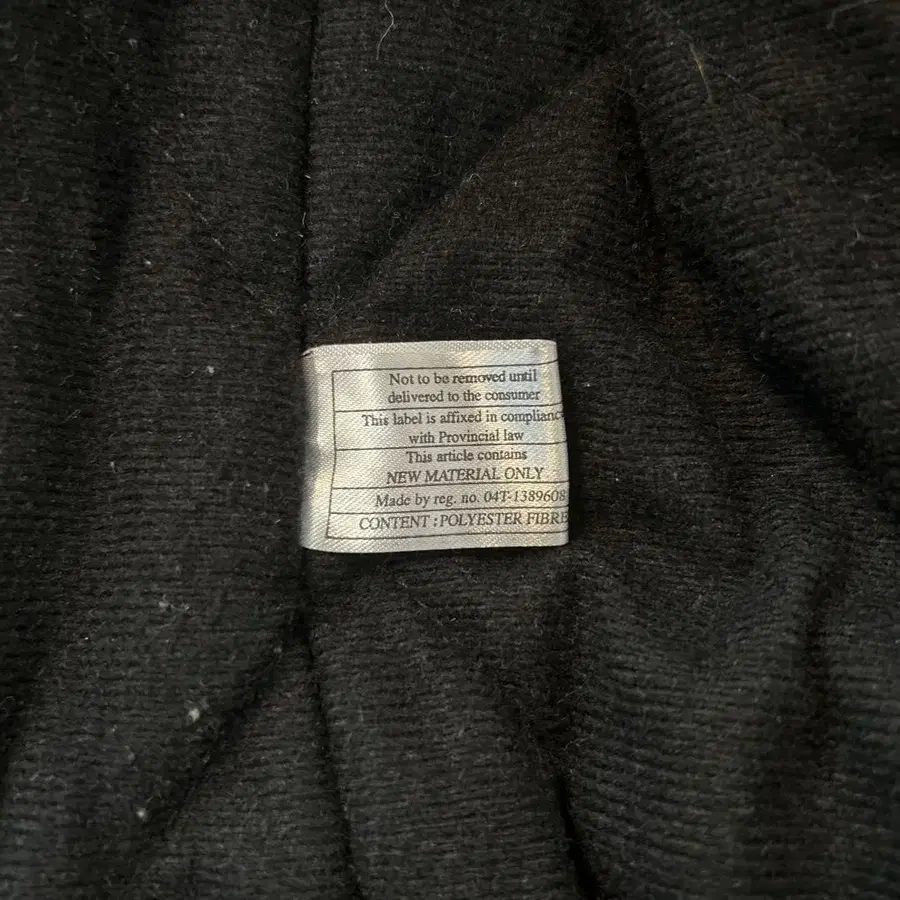 Not to be removed until
delivered to the consumer
This label is affixed in compliance
with Provincial law
This article contains
NEW MATERIAL ONLY
Made by reg. no. 04T-1389608
CONTENT : POLYESTER FIBRE